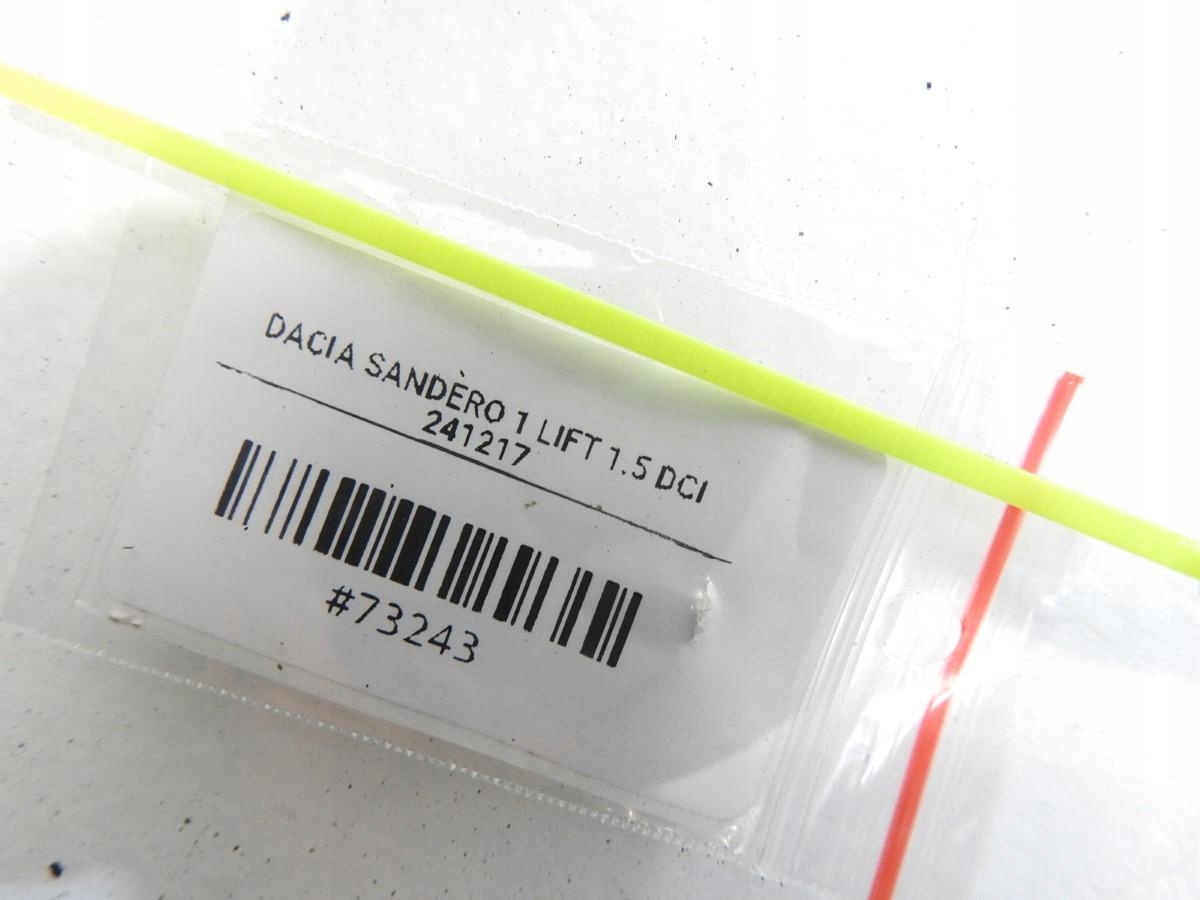 DACIA SANDERO 1 LIFT 1.5 DCI
241217
#73243